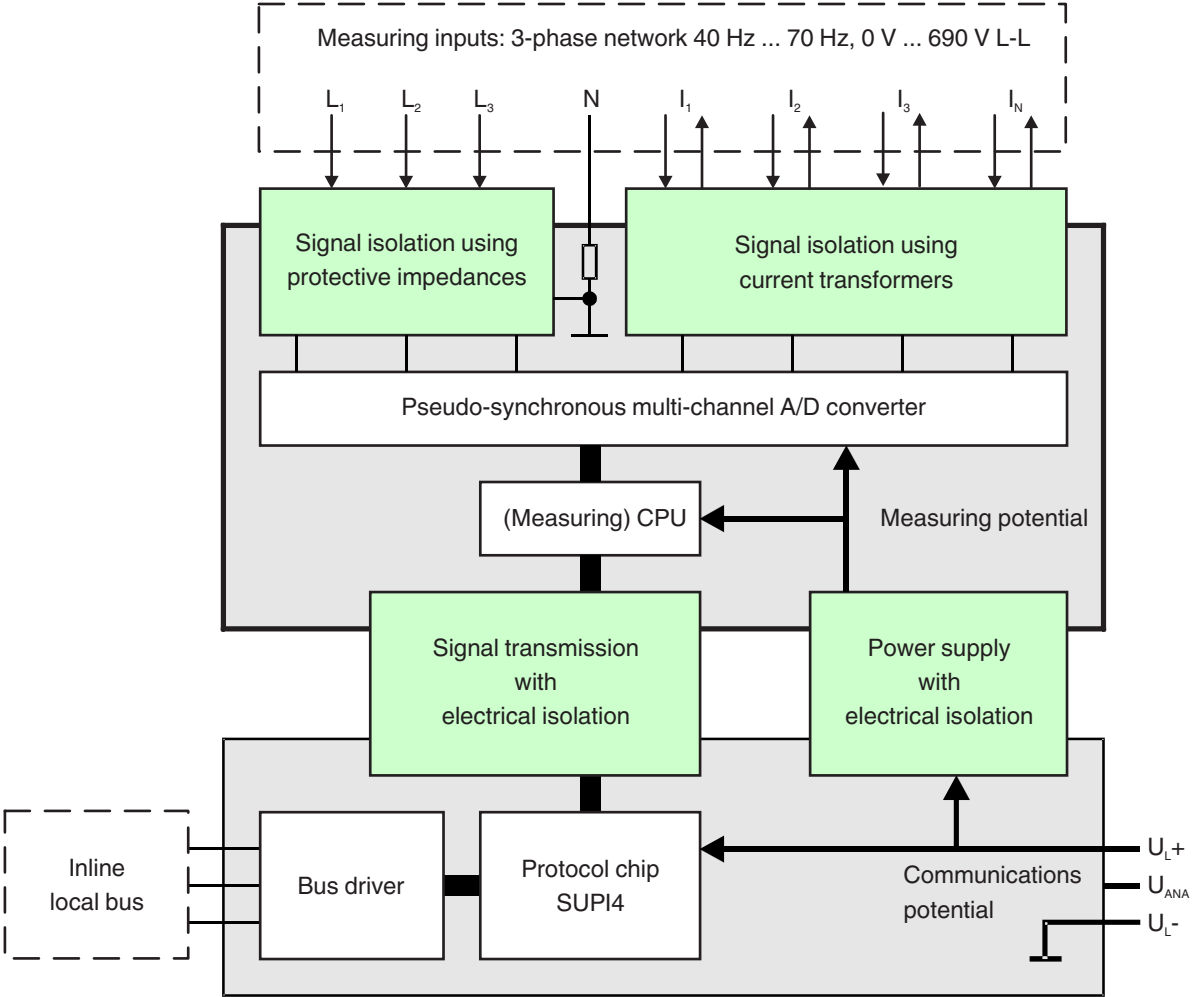 Measuring inputs: 3-phase network 40 Hz ... 70 Hz, 0 V ... 690 V L-L
L1 L2 L3 N I1 I2 I3 IN
Signal isolation using
protective impedances
Signal isolation using
current transformers
Pseudo-synchronous multi-channel A/D converter
(Measuring) CPU
Measuring potential
Signal transmission
with
electrical isolation
Power supply
with
electrical isolation
Inline
local bus
Bus driver
Protocol chip
SUPI4
Communications
potential
UL+
UANA
UL-